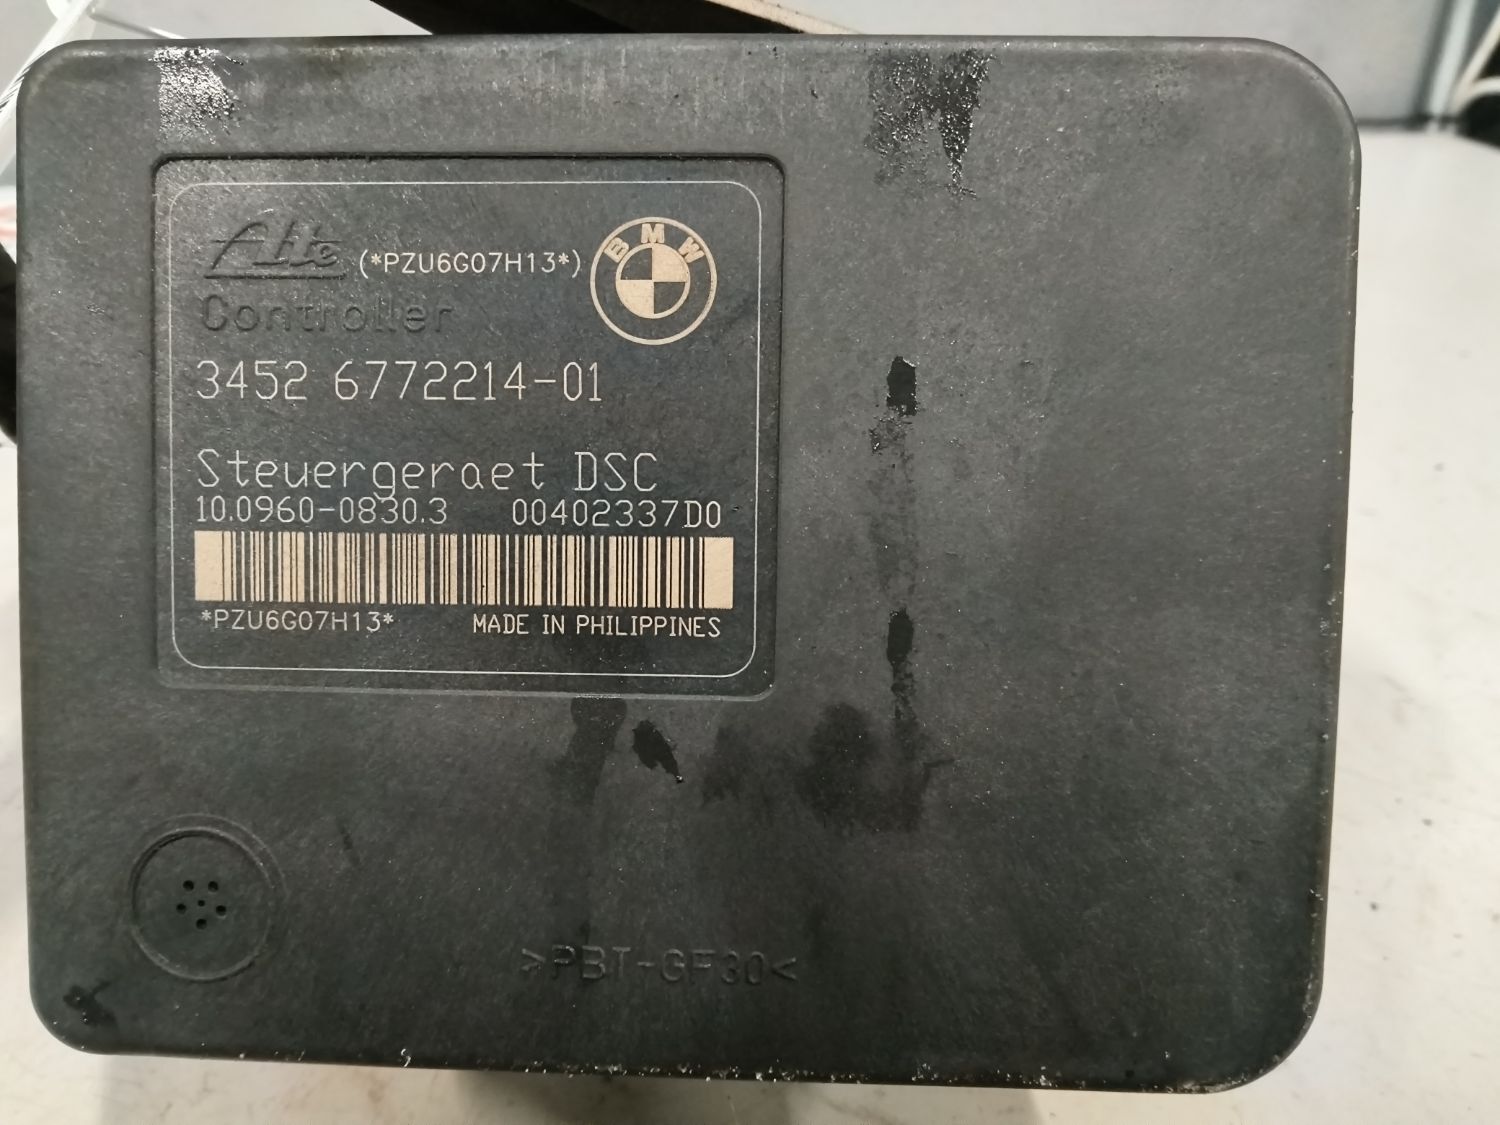 Ate (*PZU6G07H13*) BMW
Controller
3452 6772214-01
Steuergeraet DSC
10.0960-0830.3 00402337D0
*PZU6G07H13* MADE IN PHILIPPINES
>PBT-GF30<